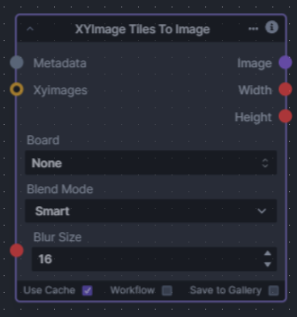 XYImage Tiles To Image
Metadata Image
Xyimages Width
Height
Board
None
Blend Mode
Smart
Blur Size
16
Use Cache Workflow Save to Gallery